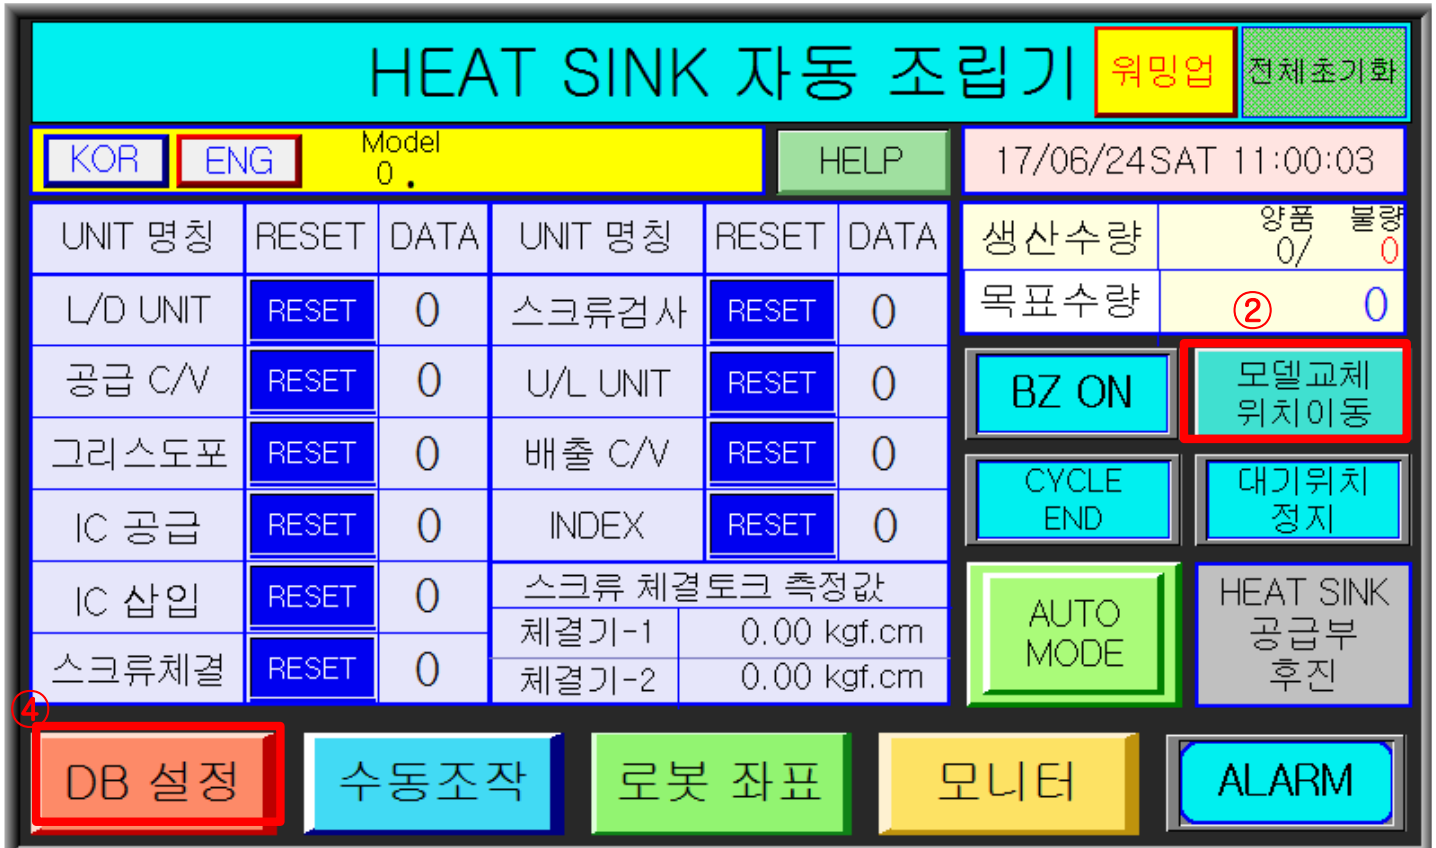 HEAT SINK 자동 조립기
워밍업
전체초기화
KOR
ENG
Model
0 .
HELP
17/06/24SAT 11:00:03
UNIT 명칭 RESET DATA UNIT 명칭 RESET DATA
L/D UNIT RESET 0 스크류검사 RESET 0
공급 C/V RESET 0 U/L UNIT RESET 0
그리스도포 RESET 0 배출 C/V RESET 0
IC 공급 RESET 0 INDEX RESET 0
IC 삽입 RESET 0 스크류 체결토크 측정값
체결기-1 0.00 kgf.cm
스크류체결 RESET 0 체결기-2 0.00 kgf.cm
생산수량
양품 불량
0/ 0
목표수량 0
②
BZ ON
모델교체
위치이동
CYCLE
END
대기위치
정지
AUTO
MODE
HEAT SINK
공급부
후진
④
DB 설정
수동조작
로봇 좌표
모니터
ALARM